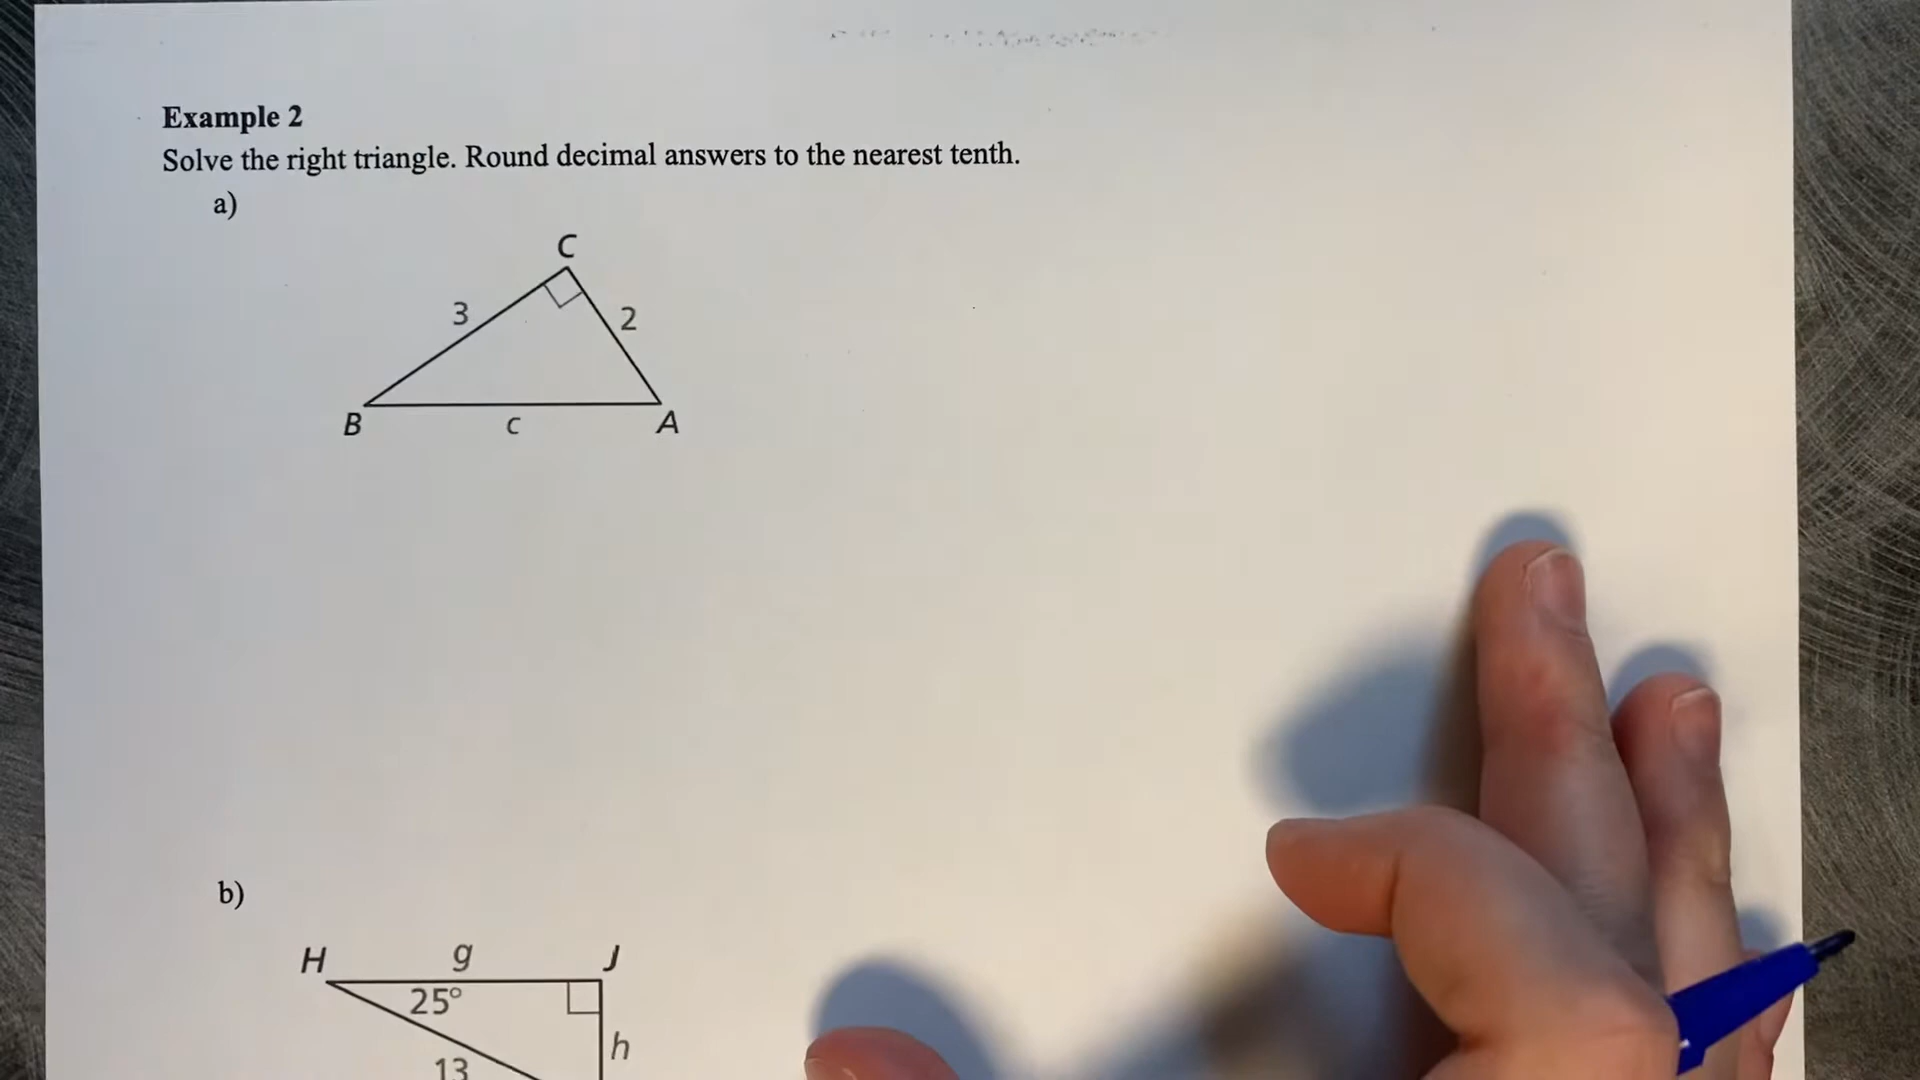 Example 2
Solve the right triangle. Round decimal answers to the nearest tenth.
a)
C
3
2
B
c
A
b)
H
g
J
25°
h
13